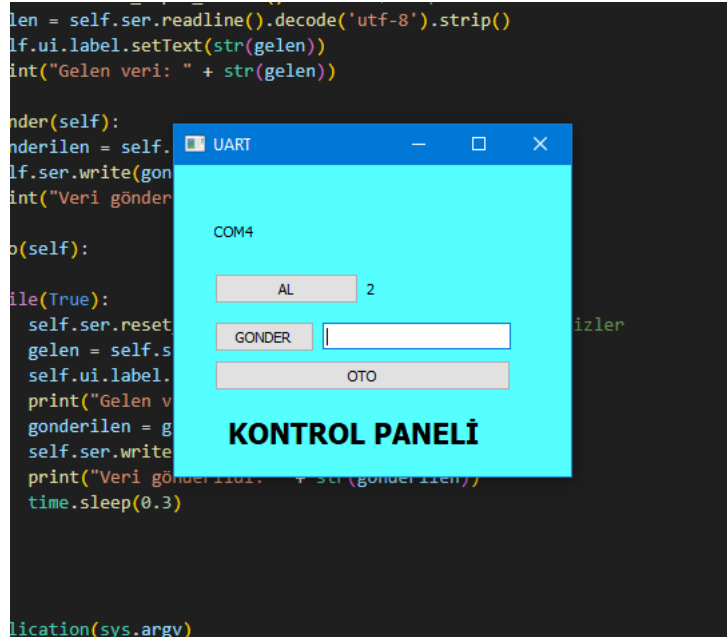 len = self.ser.readline().decode('utf-8').strip()
lf.ui.label.setText(str(gelen))
int("Gelen veri: " + str(gelen))
nder(self):
nderilen = self.
lf.ser.write(gon
int("Veri gönder
o(self):
ile(True):
self.ser.reset_
izler
gelen = self.s
self.ui.label.
print("Gelen v
gonderilen = g
self.ser.write
print("Veri gönderildi: " + str(gonderilen))
time.sleep(0.3)
lication(sys.argv)
UART
COM4
AL 2
GONDER
OTO
KONTROL PANELİ